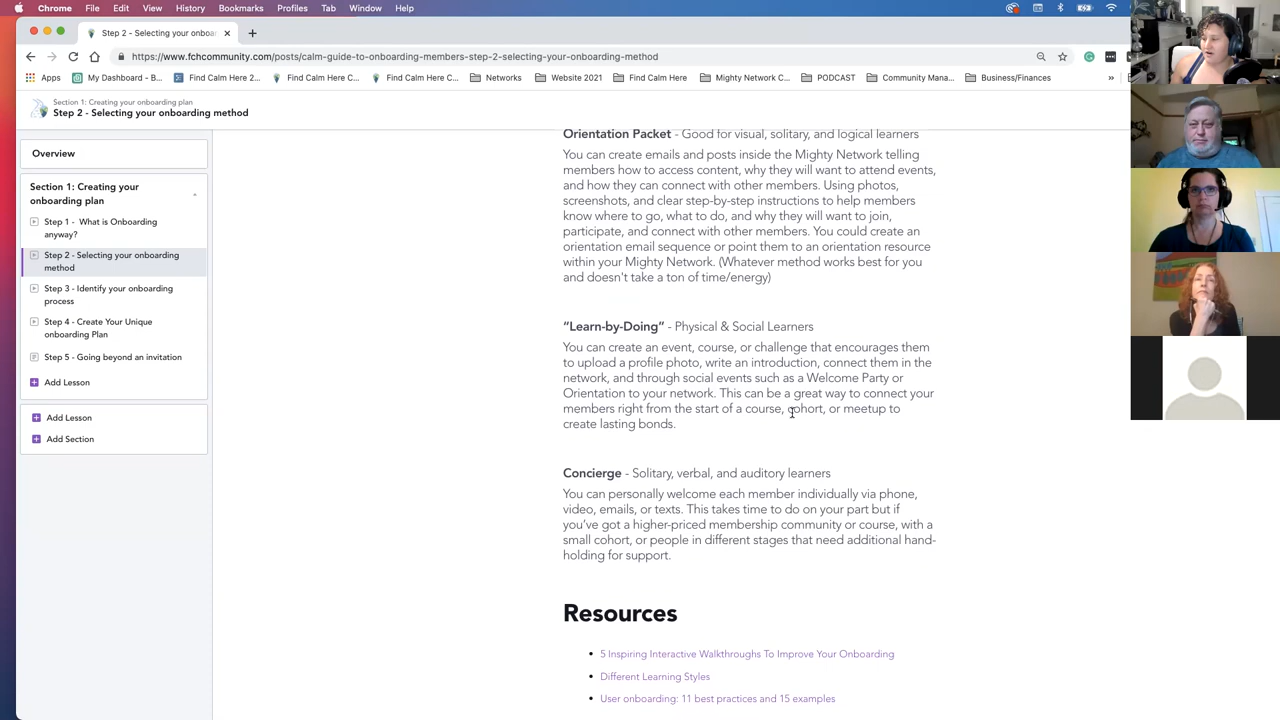 Chrome File Edit View History Bookmarks Profiles Tab Window Help
Step 2 - Selecting your onboar
https://www.fchcommunity.com/posts/calm-guide-to-onboarding-members-step-2-selecting-your-onboarding-method
Apps My Dashboard - B... Find Calm Here 2... Find Calm Here C... Find Calm Here C... Networks Website 2021 Find Calm Here Mighty Network C... PODCAST Community Mana... Business/Finances »
Section 1: Creating your onboarding plan
Step 2 - Selecting your onboarding method
Overview
Section 1: Creating your
onboarding plan
Step 1 - What is Onboarding
anyway?
Step 2 - Selecting your onboarding
method
Step 3 - Identify your onboarding
process
Step 4 - Create Your Unique
onboarding Plan
Step 5 - Going beyond an invitation
Add Lesson
Add Lesson
Add Section
Orientation Packet - Good for visual, solitary, and logical learners
You can create emails and posts inside the Mighty Network telling
members how to access content, why they will want to attend events,
and how they can connect with other members. Using photos,
screenshots, and clear step-by-step instructions to help members
know where to go, what to do, and why they will want to join,
participate, and connect with other members. You could create an
orientation email sequence or point them to an orientation resource
within your Mighty Network. (Whatever method works best for you
and doesn't take a ton of time/energy)
“Learn-by-Doing” - Physical & Social Learners
You can create an event, course, or challenge that encourages them
to upload a profile photo, write an introduction, connect them in the
network, and through social events such as a Welcome Party or
Orientation to your network. This can be a great way to connect your
members right from the start of a course, cohort, or meetup to
create lasting bonds.
Concierge - Solitary, verbal, and auditory learners
You can personally welcome each member individually via phone,
video, emails, or texts. This takes time to do on your part but if
you’ve got a higher-priced membership community or course, with a
small cohort, or people in different stages that need additional hand-
holding for support.
Resources
5 Inspiring Interactive Walkthroughs To Improve Your Onboarding
Different Learning Styles
User onboarding: 11 best practices and 15 examples